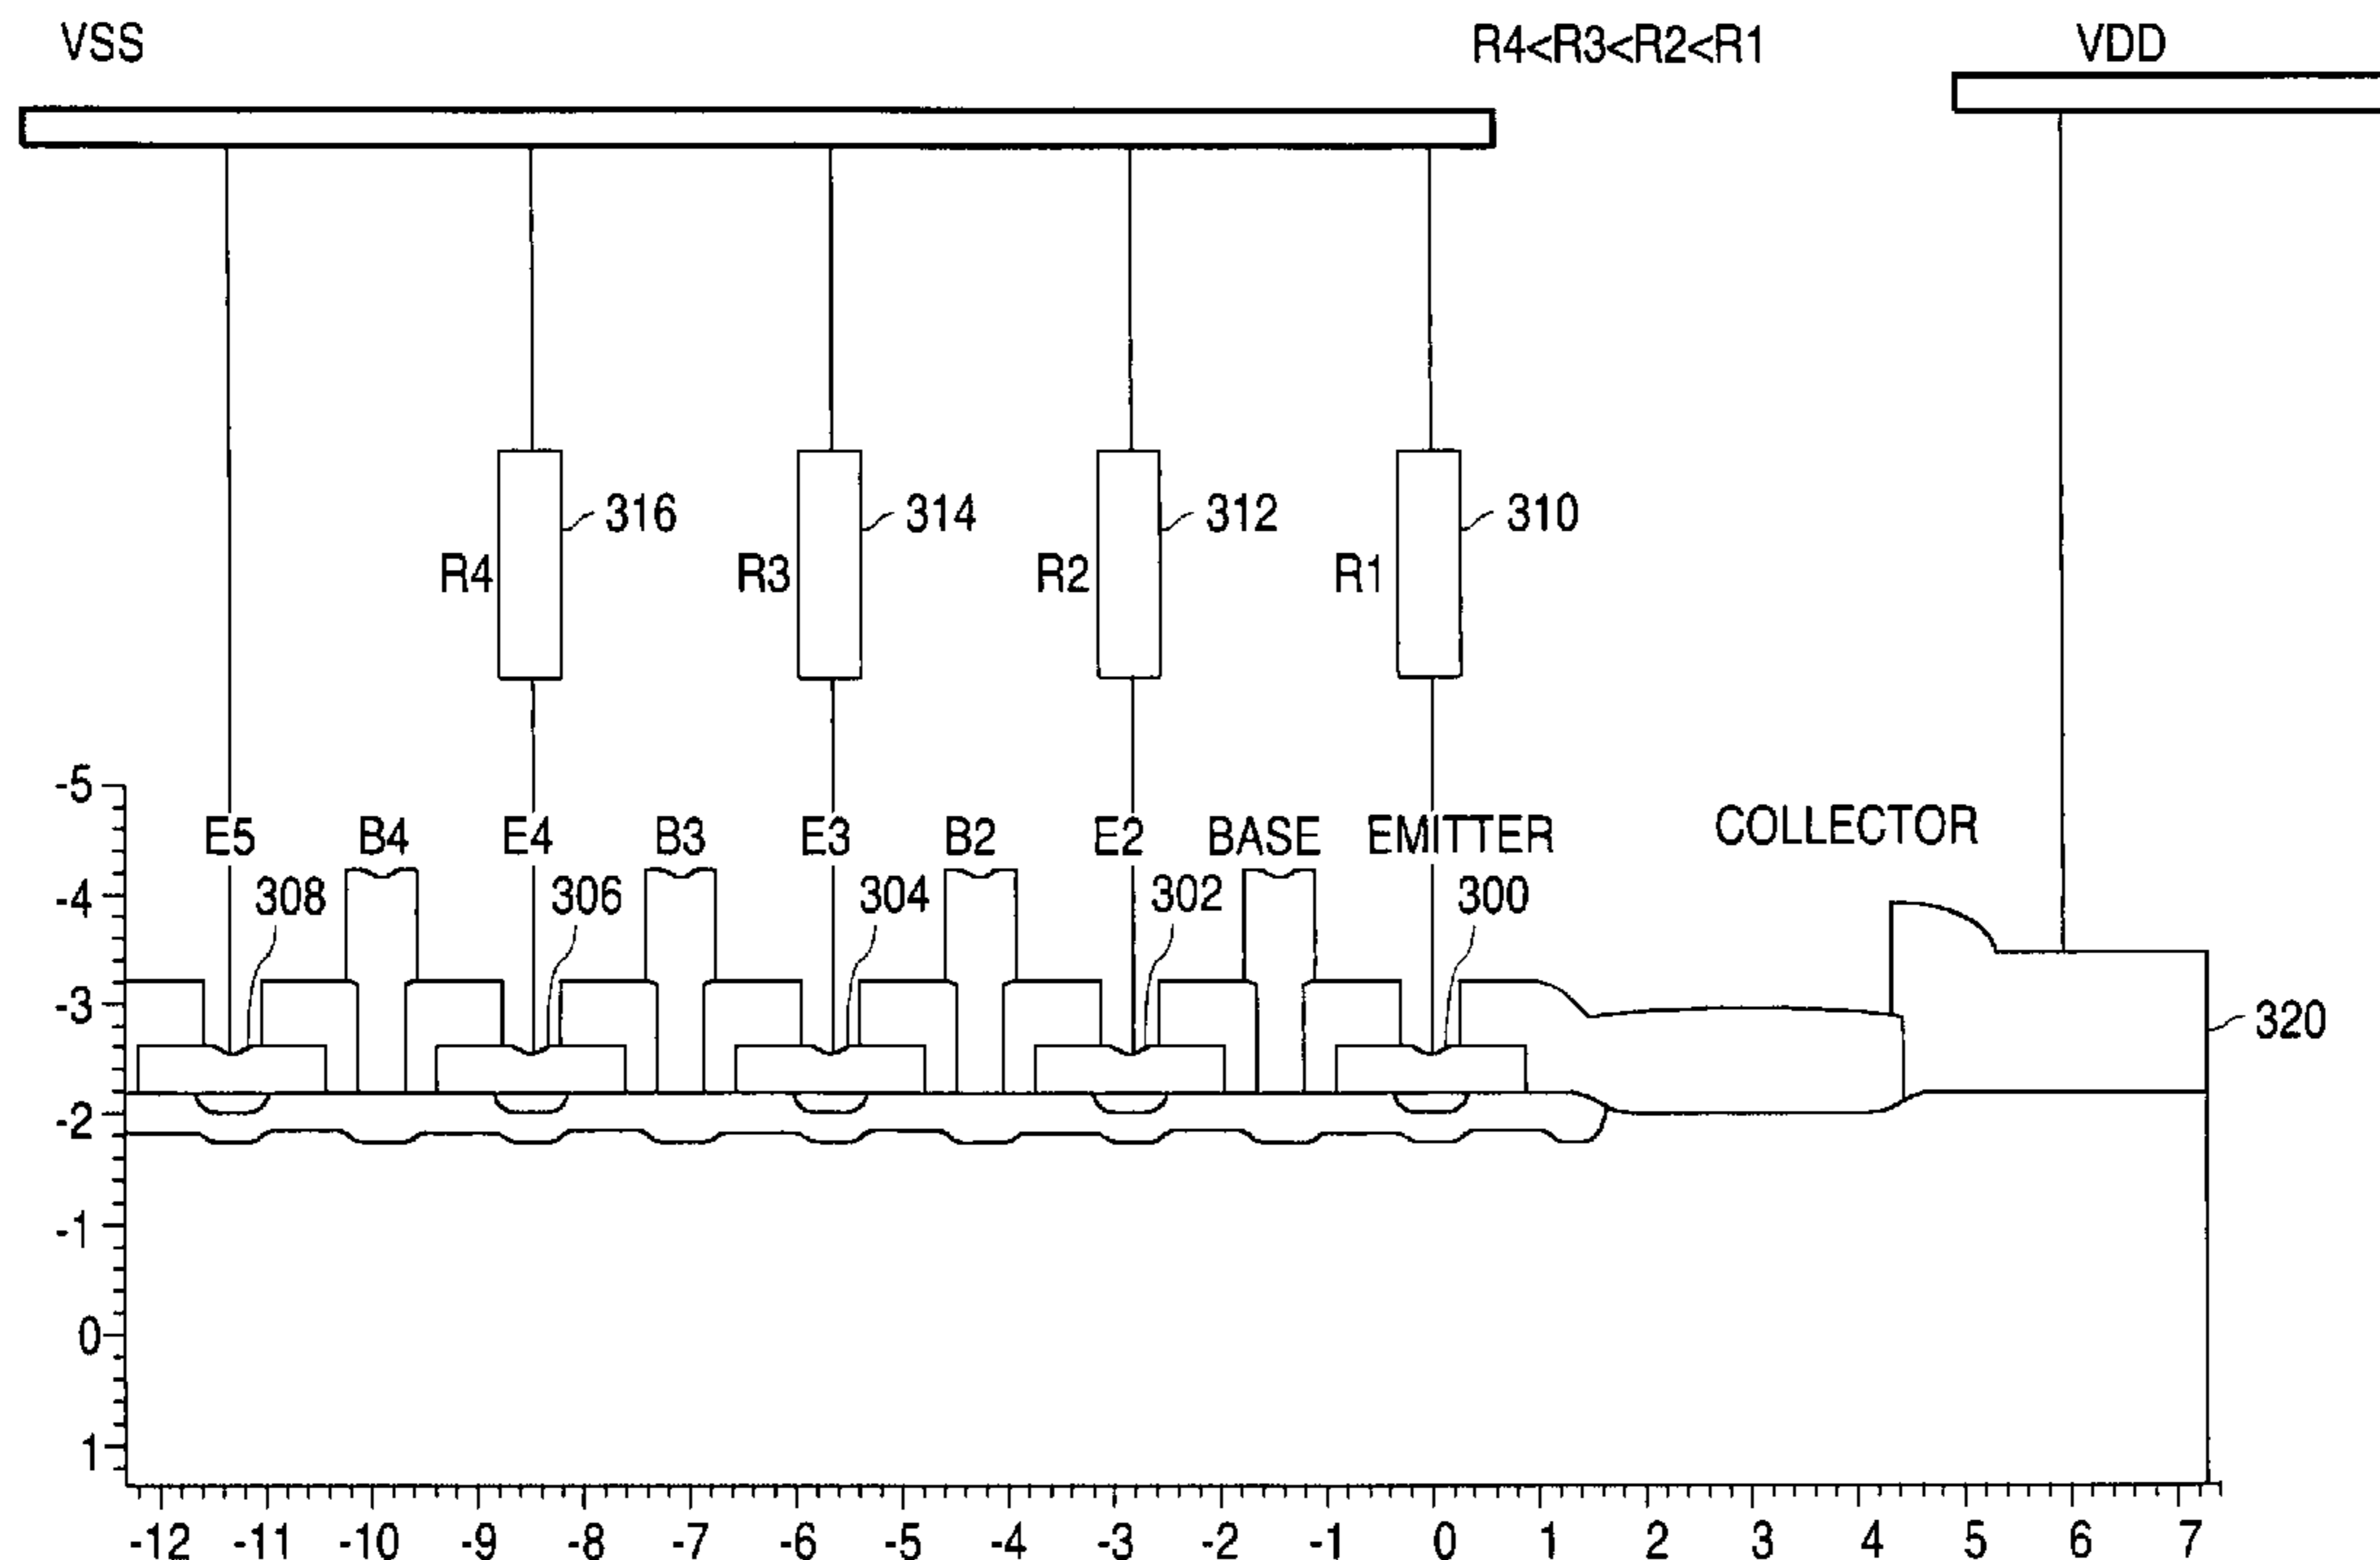 VSS R4<R3<R2<R1 VDD
316 314 312 310
R4 R3 R2 R1
-5
E5 B4 E4 B3 E3 B2 E2 BASE EMITTER COLLECTOR
308 306 304 302 300
-4
-3
320
-2
-1
0
1
-12 -11 -10 -9 -8 -7 -6 -5 -4 -3 -2 -1 0 1 2 3 4 5 6 7